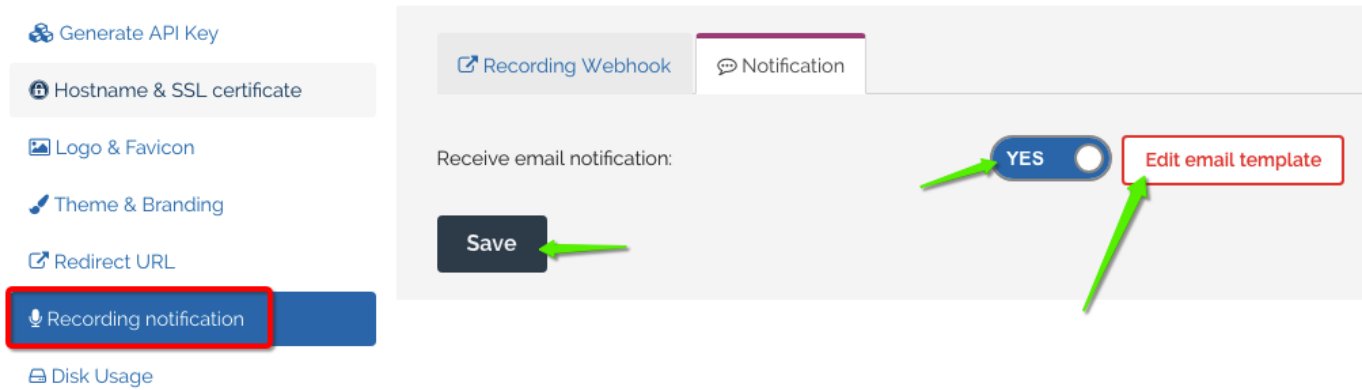 Generate API Key
Hostname & SSL certificate
Logo & Favicon
Theme & Branding
Redirect URL
Recording notification
Disk Usage
Recording Webhook
Notification
Receive email notification:
YES
Edit email template
Save